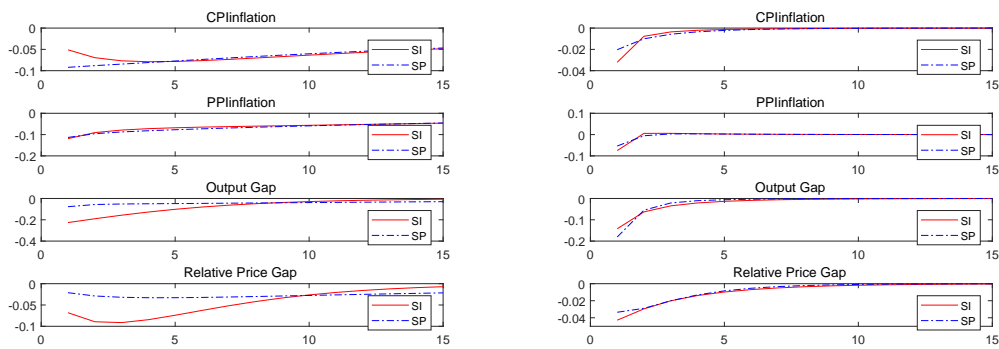 CPIinflation
0
-0.05
-0.1
SI
SP
0 5 10 15
PPIinflation
0
-0.1
-0.2
SI
SP
0 5 10 15
Output Gap
0
-0.2
-0.4
SI
SP
0 5 10 15
Relative Price Gap
0
-0.05
-0.1
SI
SP
0 5 10 15
CPIinflation
0
-0.02
-0.04
SI
SP
0 5 10 15
PPIinflation
0.1
0
-0.1
SI
SP
0 5 10 15
Output Gap
0
-0.1
-0.2
SI
SP
0 5 10 15
Relative Price Gap
0
-0.02
-0.04
SI
SP
0 5 10 15